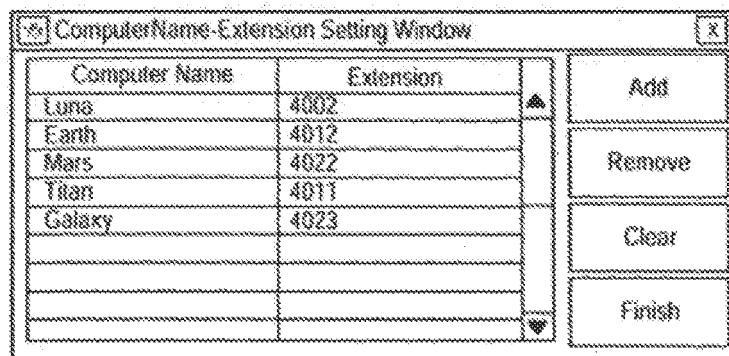 ComputerName-Extension Setting Window x
Computer Name Extension
Luna 4002
Earth 4012
Mars 4022
Titan 4011
Galaxy 4023
Add
Remove
Clear
Finish